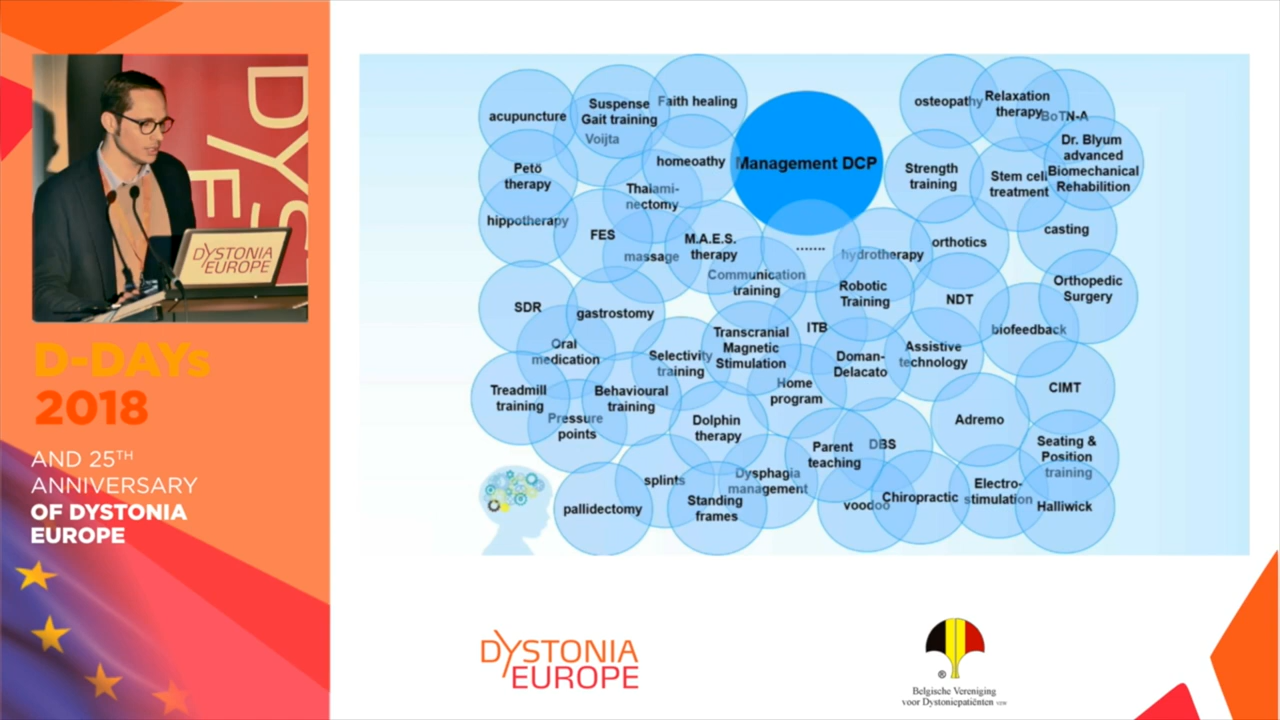 DYS
E
DYSTONIA
EUROPE
D-DAYs
2018
AND 25TH
ANNIVERSARY
OF DYSTONIA
EUROPE
acupuncture
Suspense
Gait training
Voijta
Faith healing
Management DCP
osteopathy
Relaxation
therapy
BoTN-A
Petö
therapy
homeoathy
Strength
training
Stem cell
treatment
Dr. Blyum
advanced
Biomechanical
Rehabilition
hippotherapy
Thalami-
nectomy
FES
massage
M.A.E.S.
therapy
.......
hydrotherapy
orthotics
casting
Communication
training
SDR
gastrostomy
Robotic
Training
NDT
Orthopedic
Surgery
Oral
medication
Selectivity
training
Transcranial
Magnetic
Stimulation
ITB
Doman-
Delacato
Assistive
technology
biofeedback
Treadmill
training
Behavioural
training
Home
program
CIMT
Pressure
points
Dolphin
therapy
Adremo
Parent
teaching
DBS
Seating &
Position
training
splints
Dysphagia
management
Electro-
stimulation
pallidectomy
Standing
frames
voodoo
Chiropractic
Halliwick
DYSTONIA
EUROPE
®
Belgische Vereniging
voor Dystoniepatiënten vzw